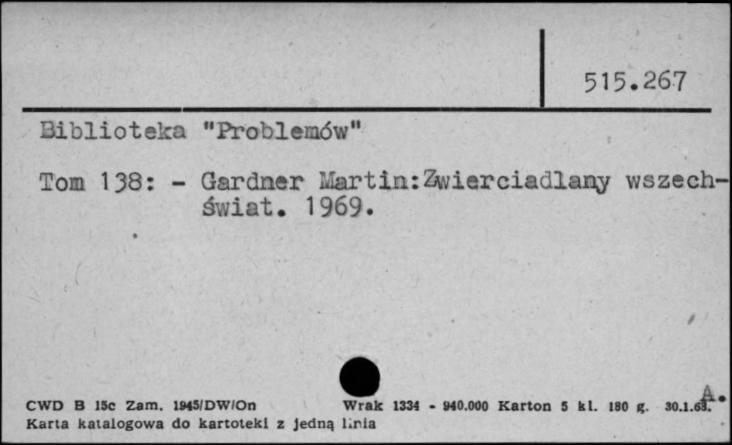 515.267
Biblioteka "Problemów"
Tom 138: - Gardner Martin:Zwierciadlany wszech-
świat. 1969.
A.
CWD B 15c Zam. 1945/DW/On Wrak 1334 - 940.000 Karton 5 kl. 180 g. 30.1.68.
Karta katalogowa do kartoteki z jedną linia